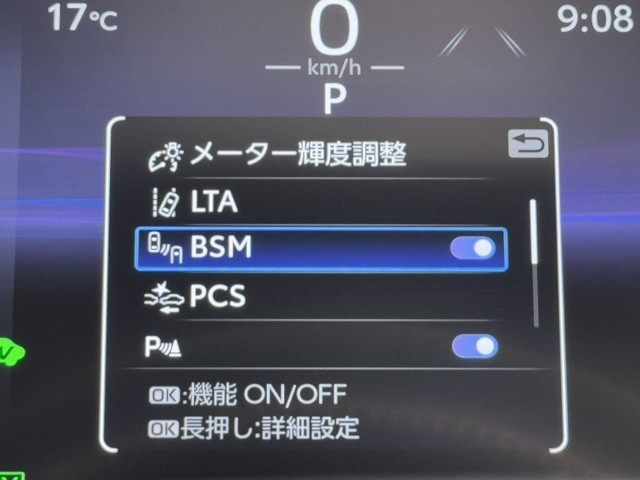 17℃
0
9:08
km/h
P
メーター輝度調整
LTA
BSM
PCS
P
OK:機能 ON/OFF
OK長押し:詳細設定